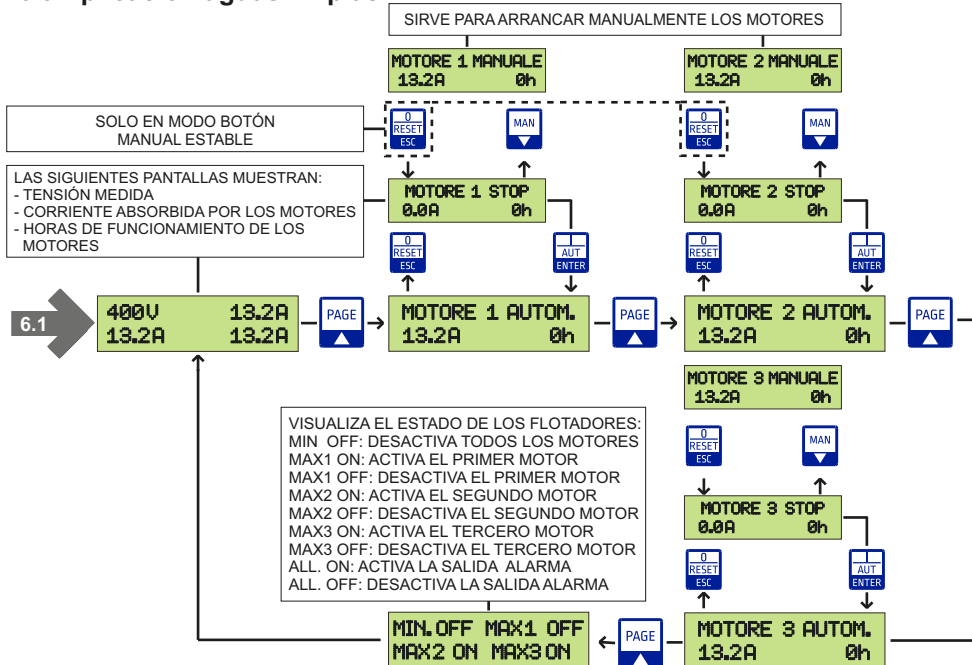 SIRVE PARA ARRANCAR MANUALMENTE LOS MOTORES
MOTORE 1 MANUALE
13.2A 0h
MOTORE 2 MANUALE
13.2A 0h
SOLO EN MODO BOTÓN
MANUAL ESTABLE
0
RESET
ESC
MAN
0
RESET
ESC
MAN
LAS SIGUIENTES PANTALLAS MUESTRAN:
- TENSIÓN MEDIDA
- CORRIENTE ABSORBIDA POR LOS MOTORES
- HORAS DE FUNCIONAMIENTO DE LOS
MOTORES
MOTORE 1 STOP
0.0A 0h
MOTORE 2 STOP
0.0A 0h
0
RESET
ESC
I
AUT
ENTER
0
RESET
ESC
I
AUT
ENTER
6.1
400V 13.2A
13.2A 13.2A
PAGE
MOTORE 1 AUTOM.
13.2A 0h
PAGE
MOTORE 2 AUTOM.
13.2A 0h
PAGE
MOTORE 3 MANUALE
13.2A 0h
VISUALIZA EL ESTADO DE LOS FLOTADORES:
MIN OFF: DESACTIVA TODOS LOS MOTORES
MAX1 ON: ACTIVA EL PRIMER MOTOR
MAX1 OFF: DESACTIVA EL PRIMER MOTOR
MAX2 ON: ACTIVA EL SEGUNDO MOTOR
MAX2 OFF: DESACTIVA EL SEGUNDO MOTOR
MAX3 ON: ACTIVA EL TERCERO MOTOR
MAX3 OFF: DESACTIVA EL TERCERO MOTOR
ALL. ON: ACTIVA LA SALIDA ALARMA
ALL. OFF: DESACTIVA LA SALIDA ALARMA
0
RESET
ESC
MAN
MOTORE 3 STOP
0.0A 0h
0
RESET
ESC
I
AUT
ENTER
MIN.OFF MAX1 OFF
MAX2 ON MAX3 ON
PAGE
MOTORE 3 AUTOM.
13.2A 0h